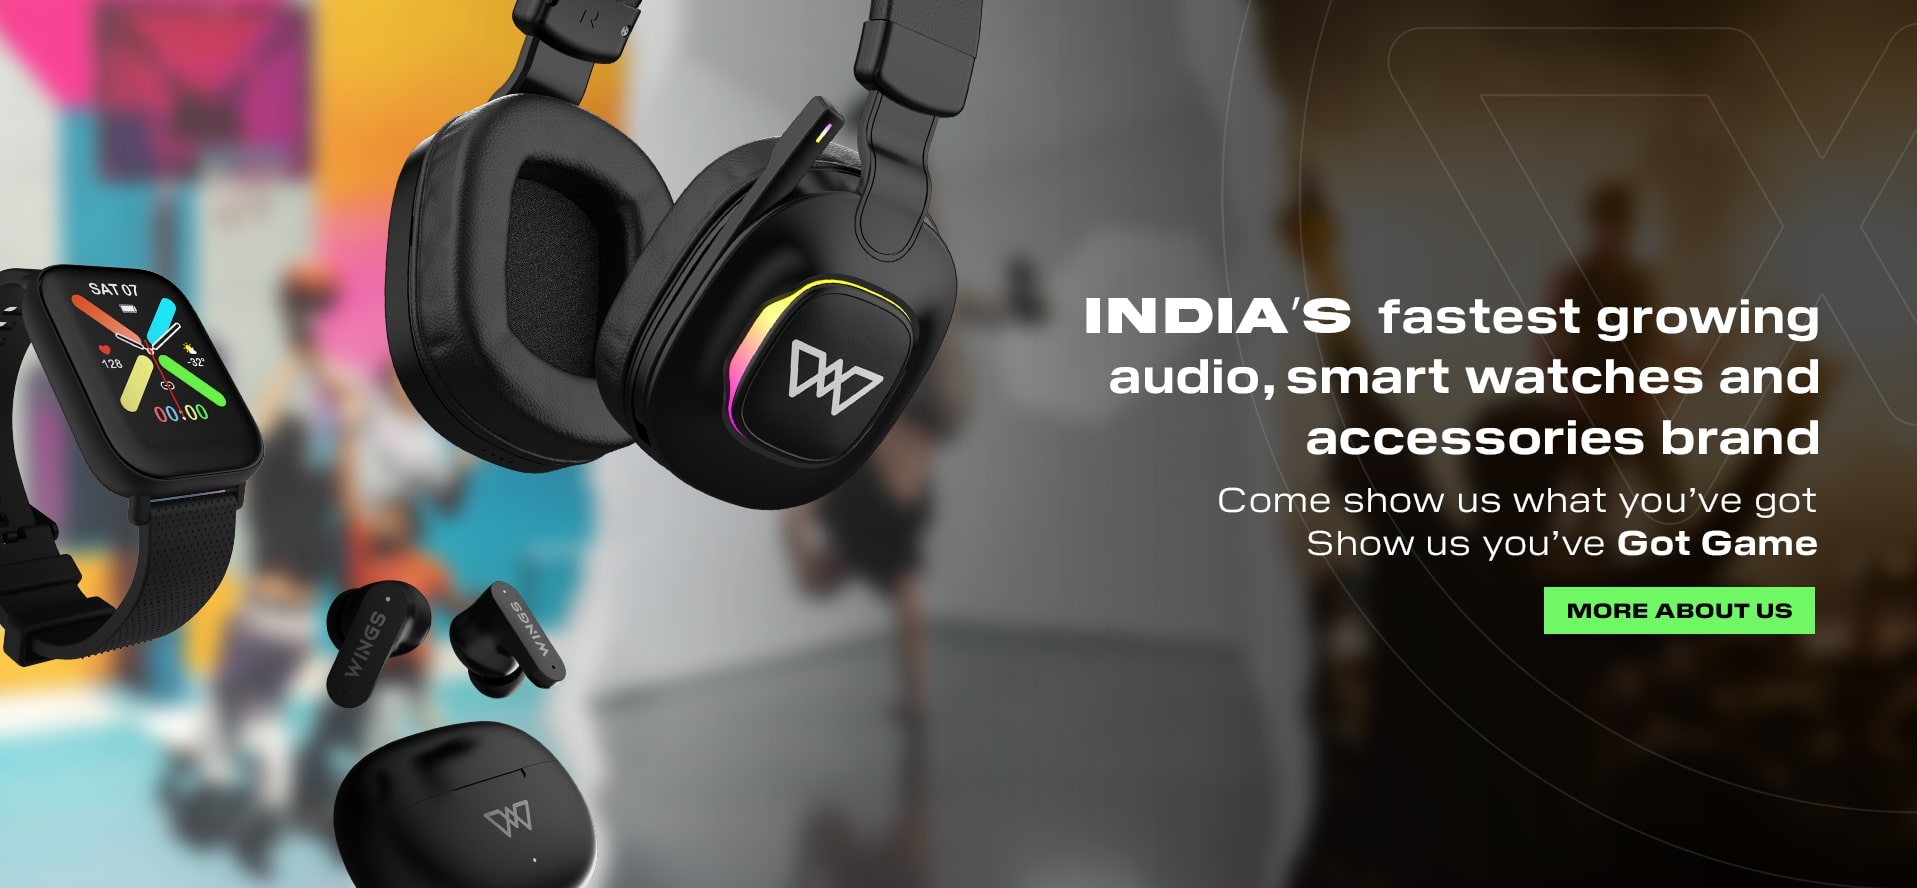 R
SAT 07
128
-32°
00:00
WINGS
WINGS
INDIA'S fastest growing
audio, smart watches and
accessories brand
Come show us what you've got
Show us you've Got Game
MORE ABOUT US